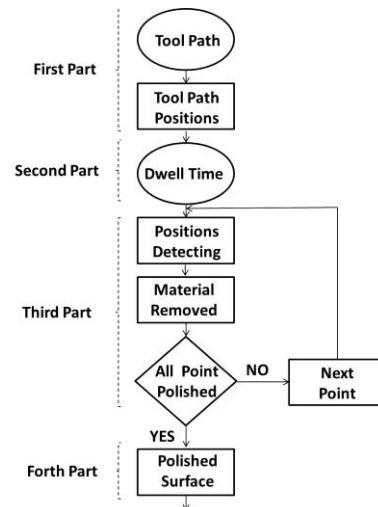 Tool Path
First Part
Tool Path
Positions
Second Part
Dwell Time
Positions
Detecting
Material
Removed
Third Part
All Point
Polished
NO
Next
Point
YES
Forth Part
Polished
Surface